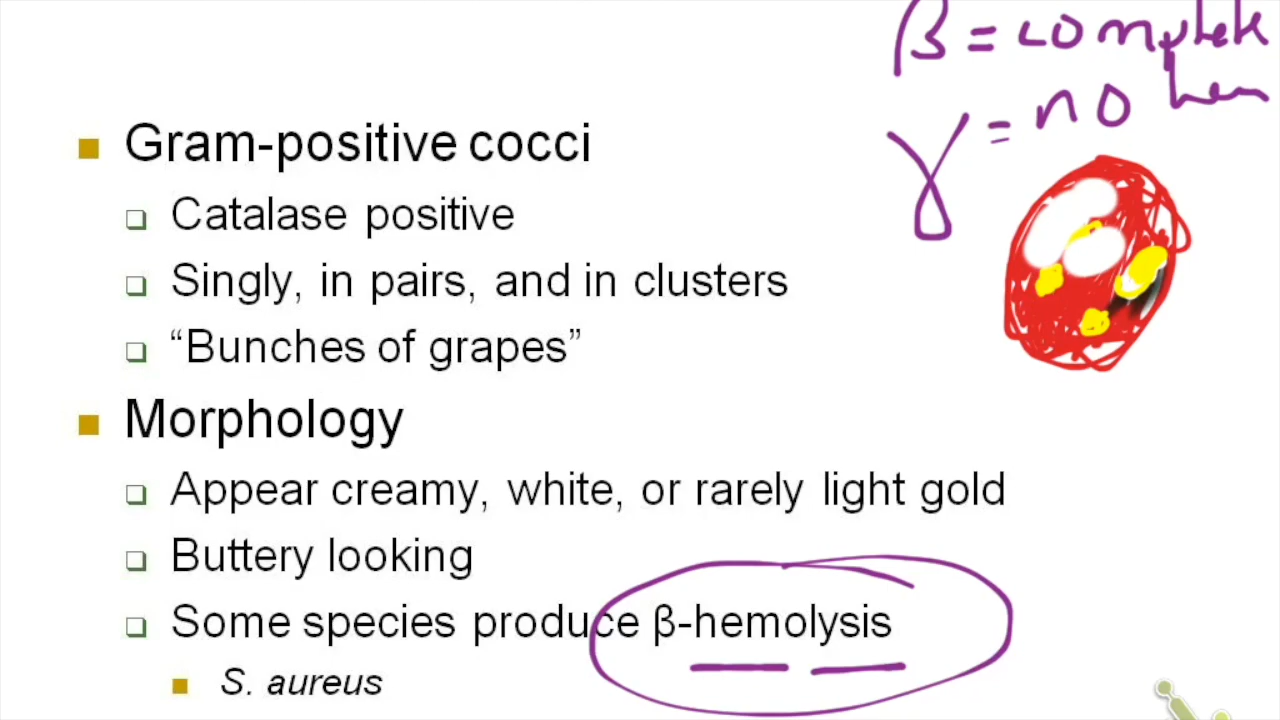 β = complete
γ = no hem
Gram-positive cocci
Catalase positive
Singly, in pairs, and in clusters
“Bunches of grapes”
Morphology
Appear creamy, white, or rarely light gold
Buttery looking
Some species produce β-hemolysis
S. aureus